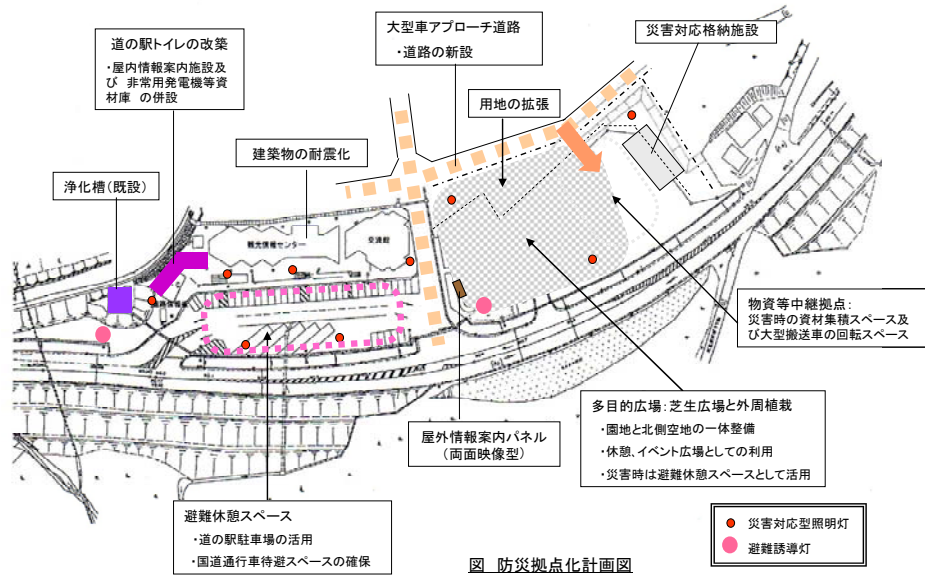 大型車アプローチ道路
・道路の新設
災害対応格納施設
道の駅トイレの改築
・屋内情報案内施設及
び 非常用発電機等資
材庫 の併設
用地の拡張
建築物の耐震化
浄化槽(既設)
観光情報センター
交流館
物資等中継拠点:
災害時の資材集積スペース及
び大型搬送車の回転スペース
多目的広場:芝生広場と外周植栽
・園地と北側空地の一体整備
・休憩、イベント広場としての利用
・災害時は避難休憩スペースとして活用
屋外情報案内パネル
(両面映像型)
避難休憩スペース
・道の駅駐車場の活用
・国道通行車待避スペースの確保
災害対応型照明灯
避難誘導灯
図 防災拠点化計画図